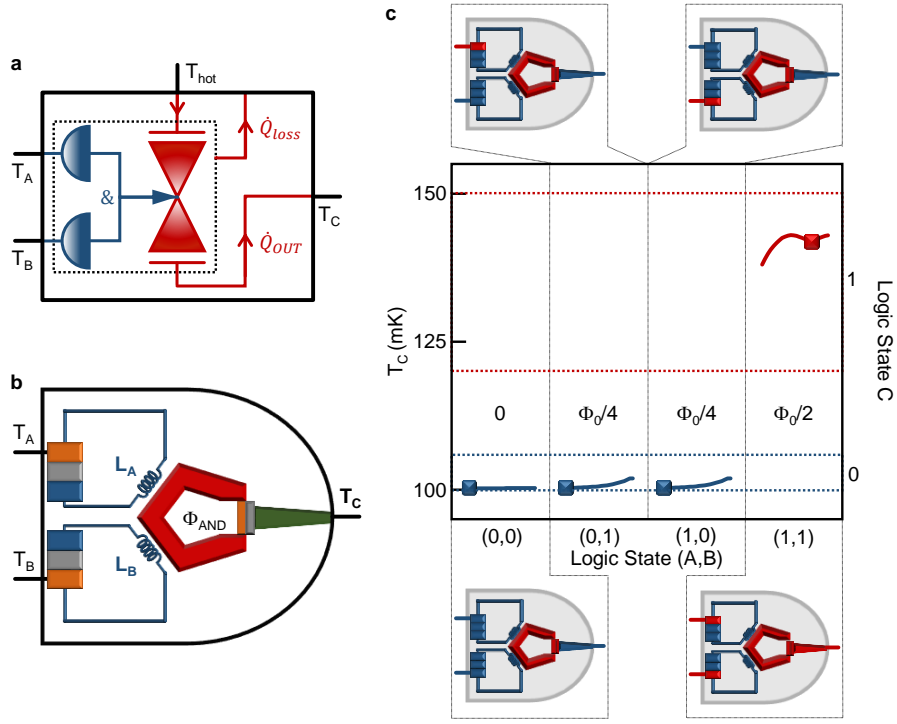 a
T_hot
Q̇_loss
T_A
&
T_C
T_B
Q̇_OUT
b
T_A
L_A
Φ_AND
T_C
T_B
L_B
c
150
125
100
T_C (mK)
0
Φ₀/4
Φ₀/4
Φ₀/2
1
0
Logic State C
(0,0)
(0,1)
(1,0)
(1,1)
Logic State (A,B)